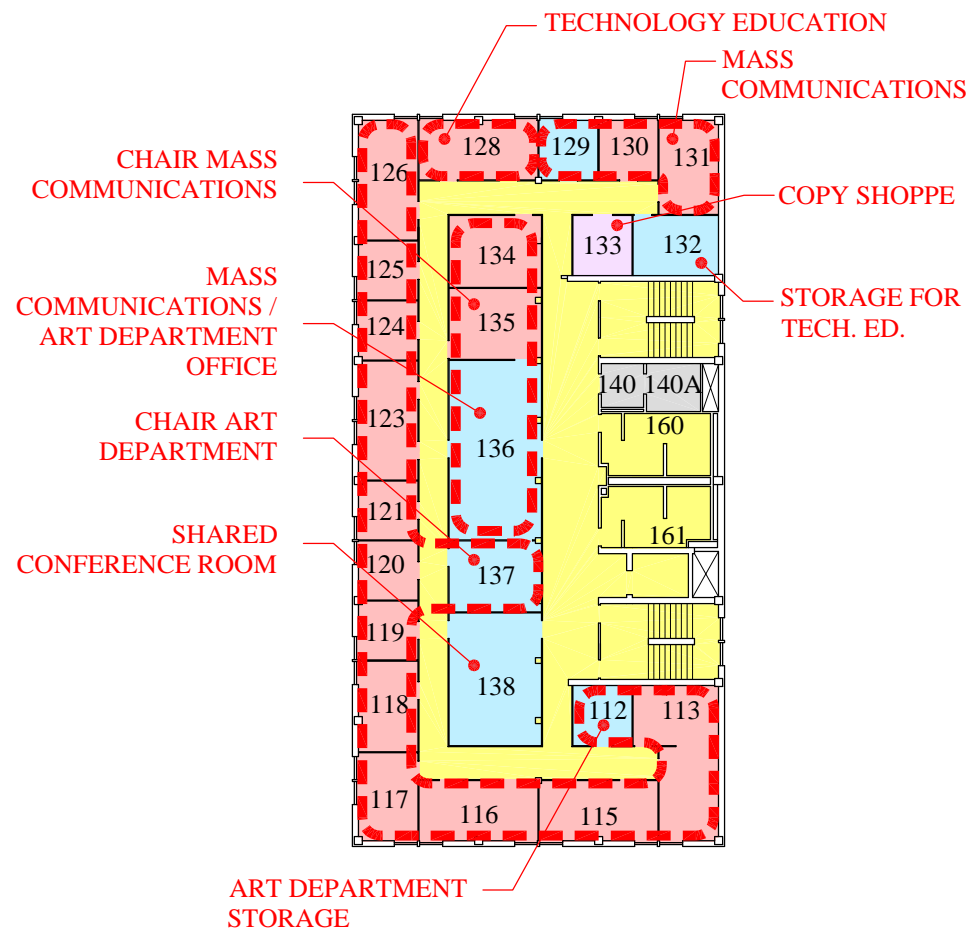 TECHNOLOGY EDUCATION
MASS
COMMUNICATIONS
CHAIR MASS
COMMUNICATIONS
COPY SHOPPE
MASS
COMMUNICATIONS /
ART DEPARTMENT
OFFICE
STORAGE FOR
TECH. ED.
CHAIR ART
DEPARTMENT
SHARED
CONFERENCE ROOM
ART DEPARTMENT
STORAGE
126
128
129
130
131
125
134
133
132
124
135
140
140A
123
136
160
121
161
120
137
119
118
138
112
113
117
116
115